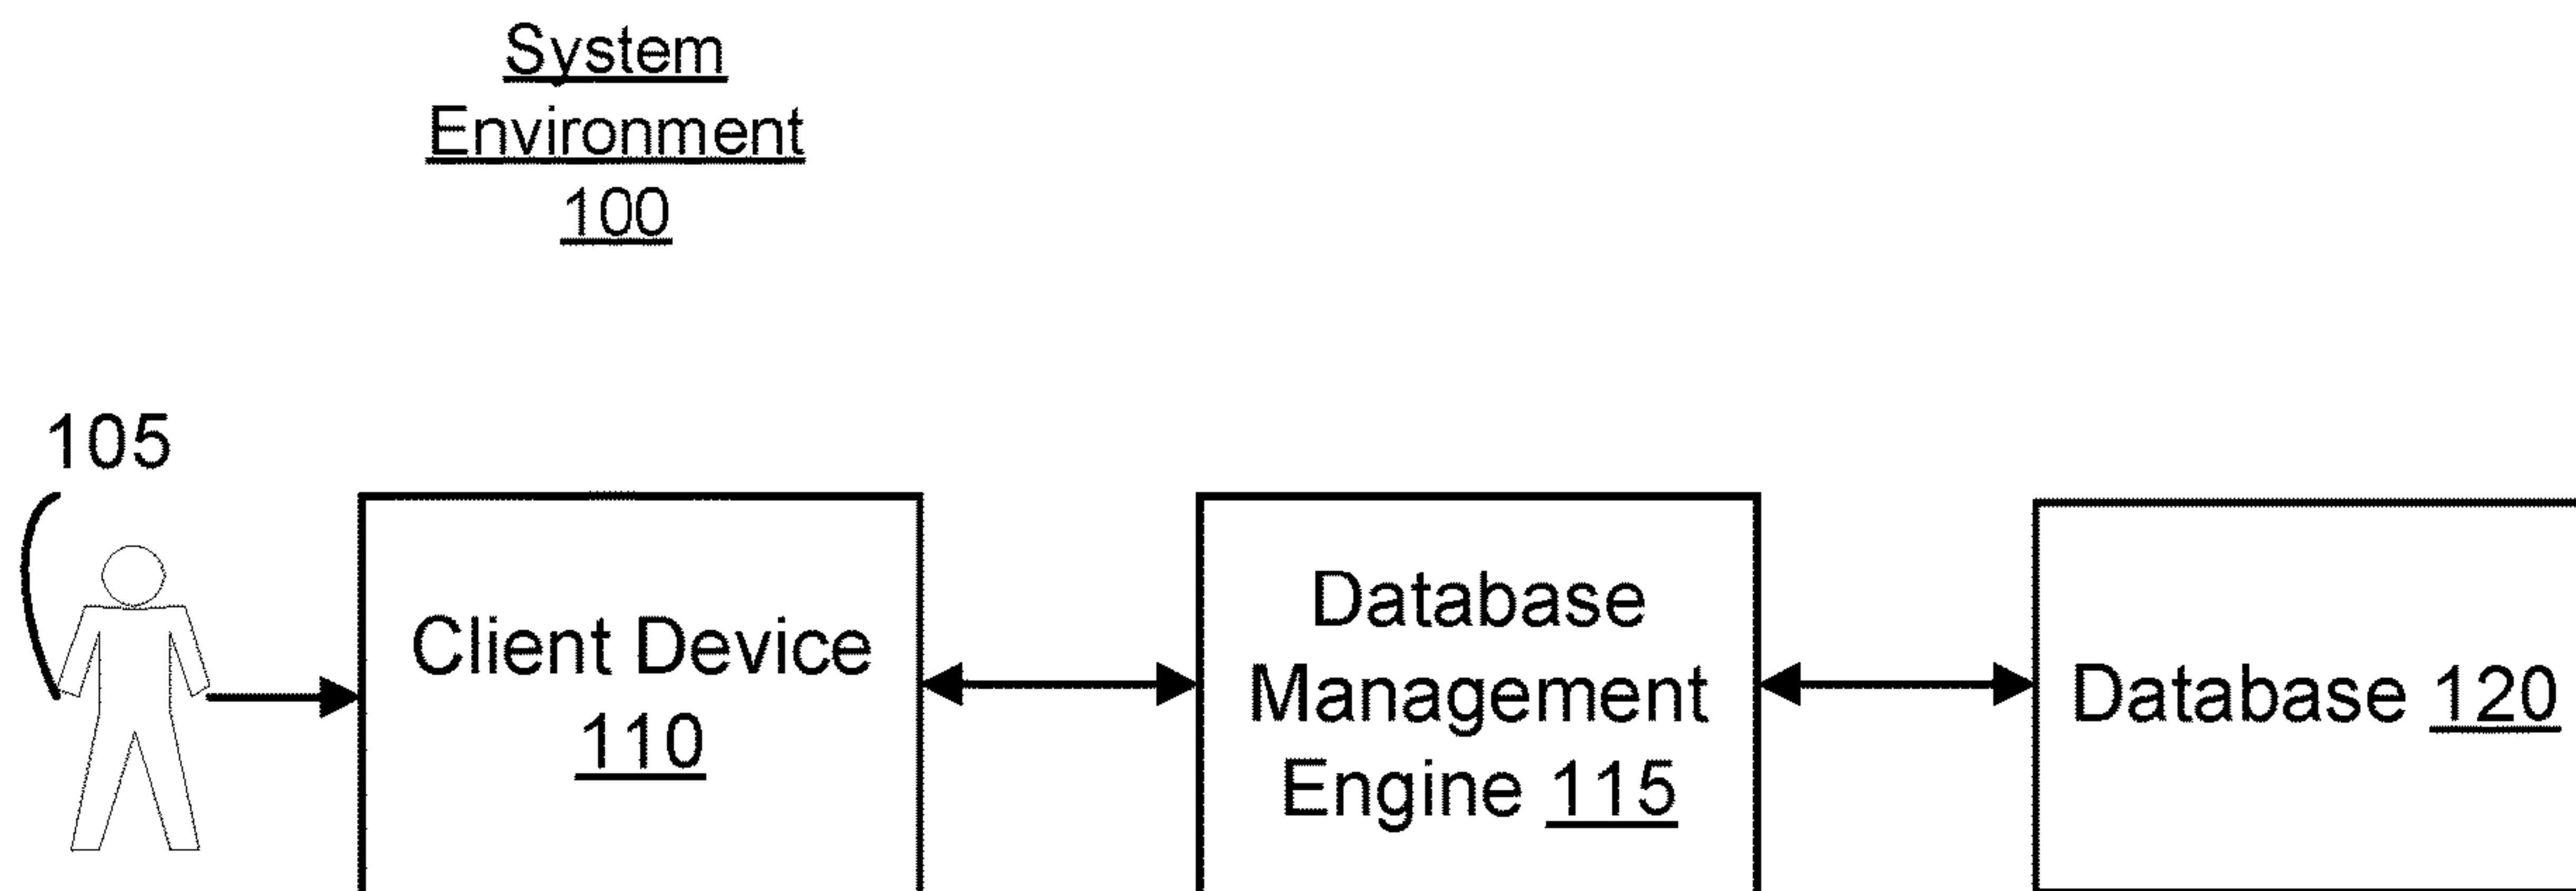 System
Environment
100
105
Client Device
110
Database
Management
Engine 115
Database 120